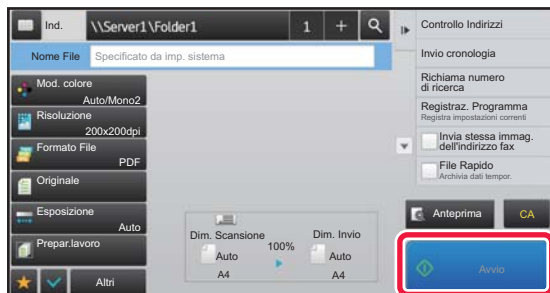 Ind.
\\Server1\Folder1
1
+
Nome File
Specificato da imp. sistema
Mod. colore
Auto/Mono2
Risoluzione
200x200dpi
Formato File
PDF
Originale
Esposizione
Auto
Prepar.lavoro
Altri
Dim. Scansione
Auto
A4
100%
Dim. Invio
Auto
A4
Controllo Indirizzi
Invio cronologia
Richiama numero
di ricerca
Registraz. Programma
Registra impostazioni correnti
Invia stessa immag.
dell'indirizzo fax
File Rapido
Archivia dati tempor.
Anteprima
CA
Avvio